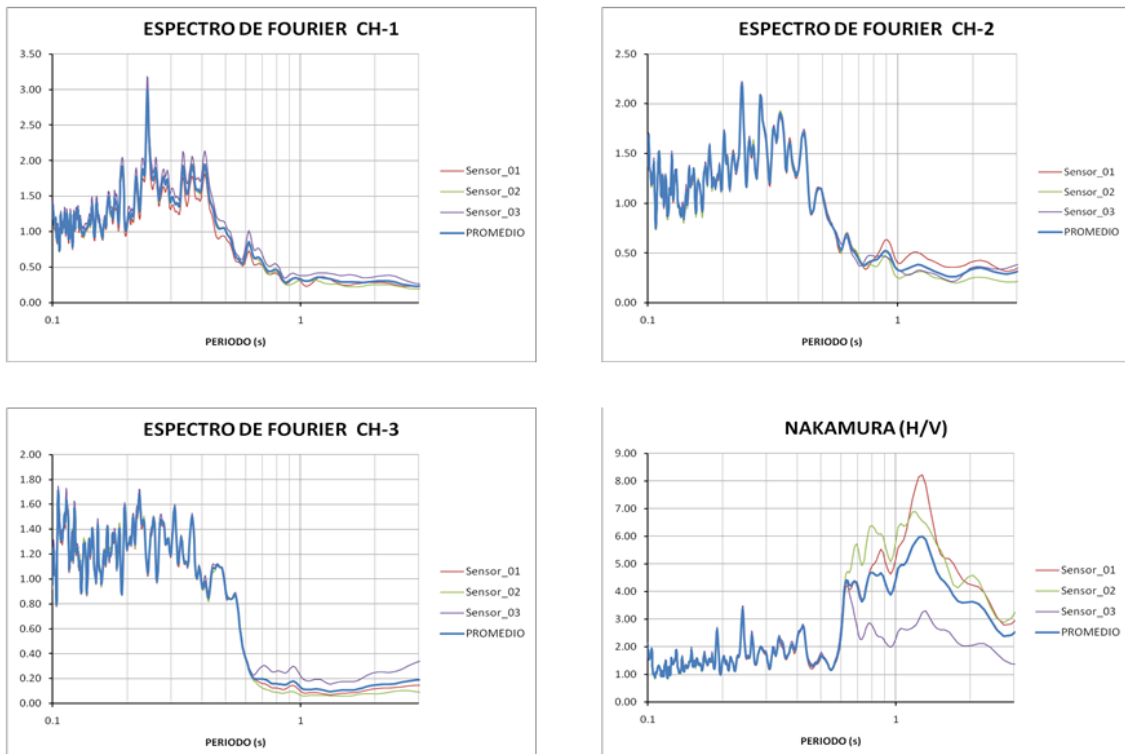 ESPECTRO DE FOURIER CH-1
3.50
3.00
2.50
2.00
1.50
1.00
0.50
0.00
0.1
1
PERIODO (s)
Sensor_01
Sensor_02
Sensor_03
PROMEDIO
ESPECTRO DE FOURIER CH-2
2.50
2.00
1.50
1.00
0.50
0.00
0.1
1
PERIODO (s)
Sensor_01
Sensor_02
Sensor_03
PROMEDIO
ESPECTRO DE FOURIER CH-3
2.00
1.80
1.60
1.40
1.20
1.00
0.80
0.60
0.40
0.20
0.00
0.1
1
PERIODO (s)
Sensor_01
Sensor_02
Sensor_03
PROMEDIO
NAKAMURA (H/V)
9.00
8.00
7.00
6.00
5.00
4.00
3.00
2.00
1.00
0.00
0.1
1
PERIODO (s)
Sensor_01
Sensor_02
Sensor_03
PROMEDIO